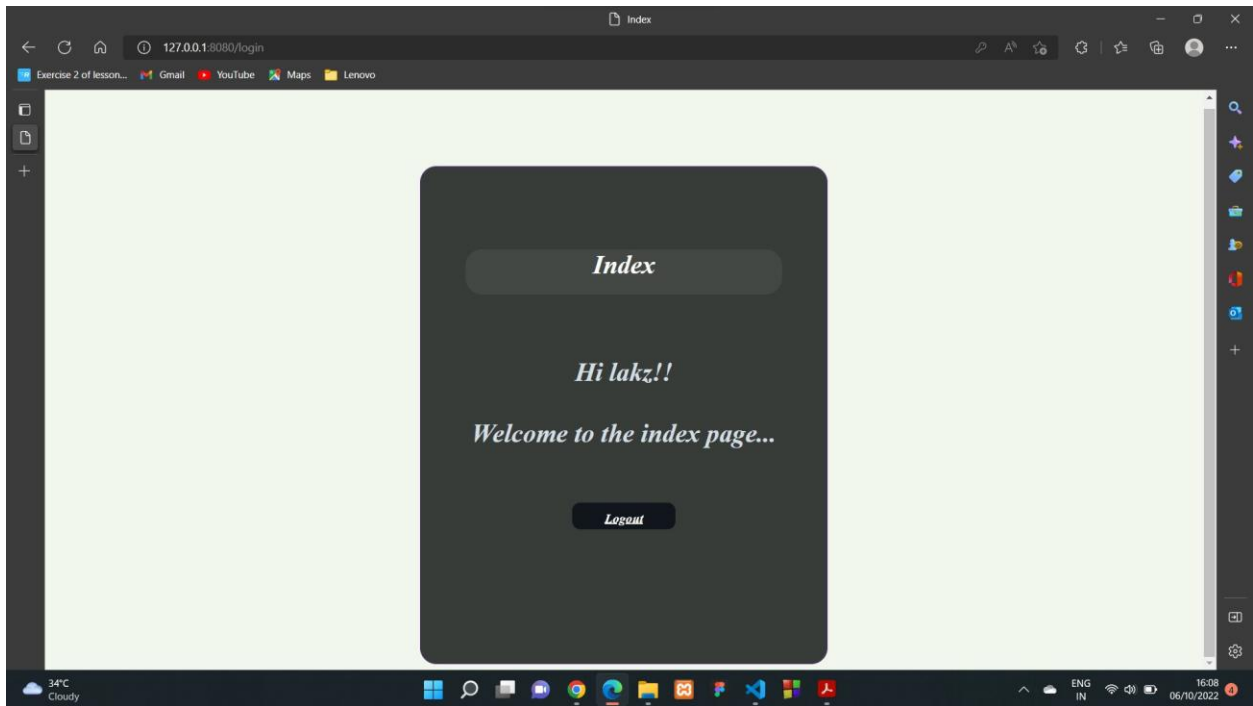 Index
127.0.0.1:8080/login
Exercise 2 of lesson... Gmail YouTube Maps Lenovo
Index
Hi lakz!!
Welcome to the index page...
Logout
34°C
Cloudy
ENG
IN
16:08
06/10/2022
4